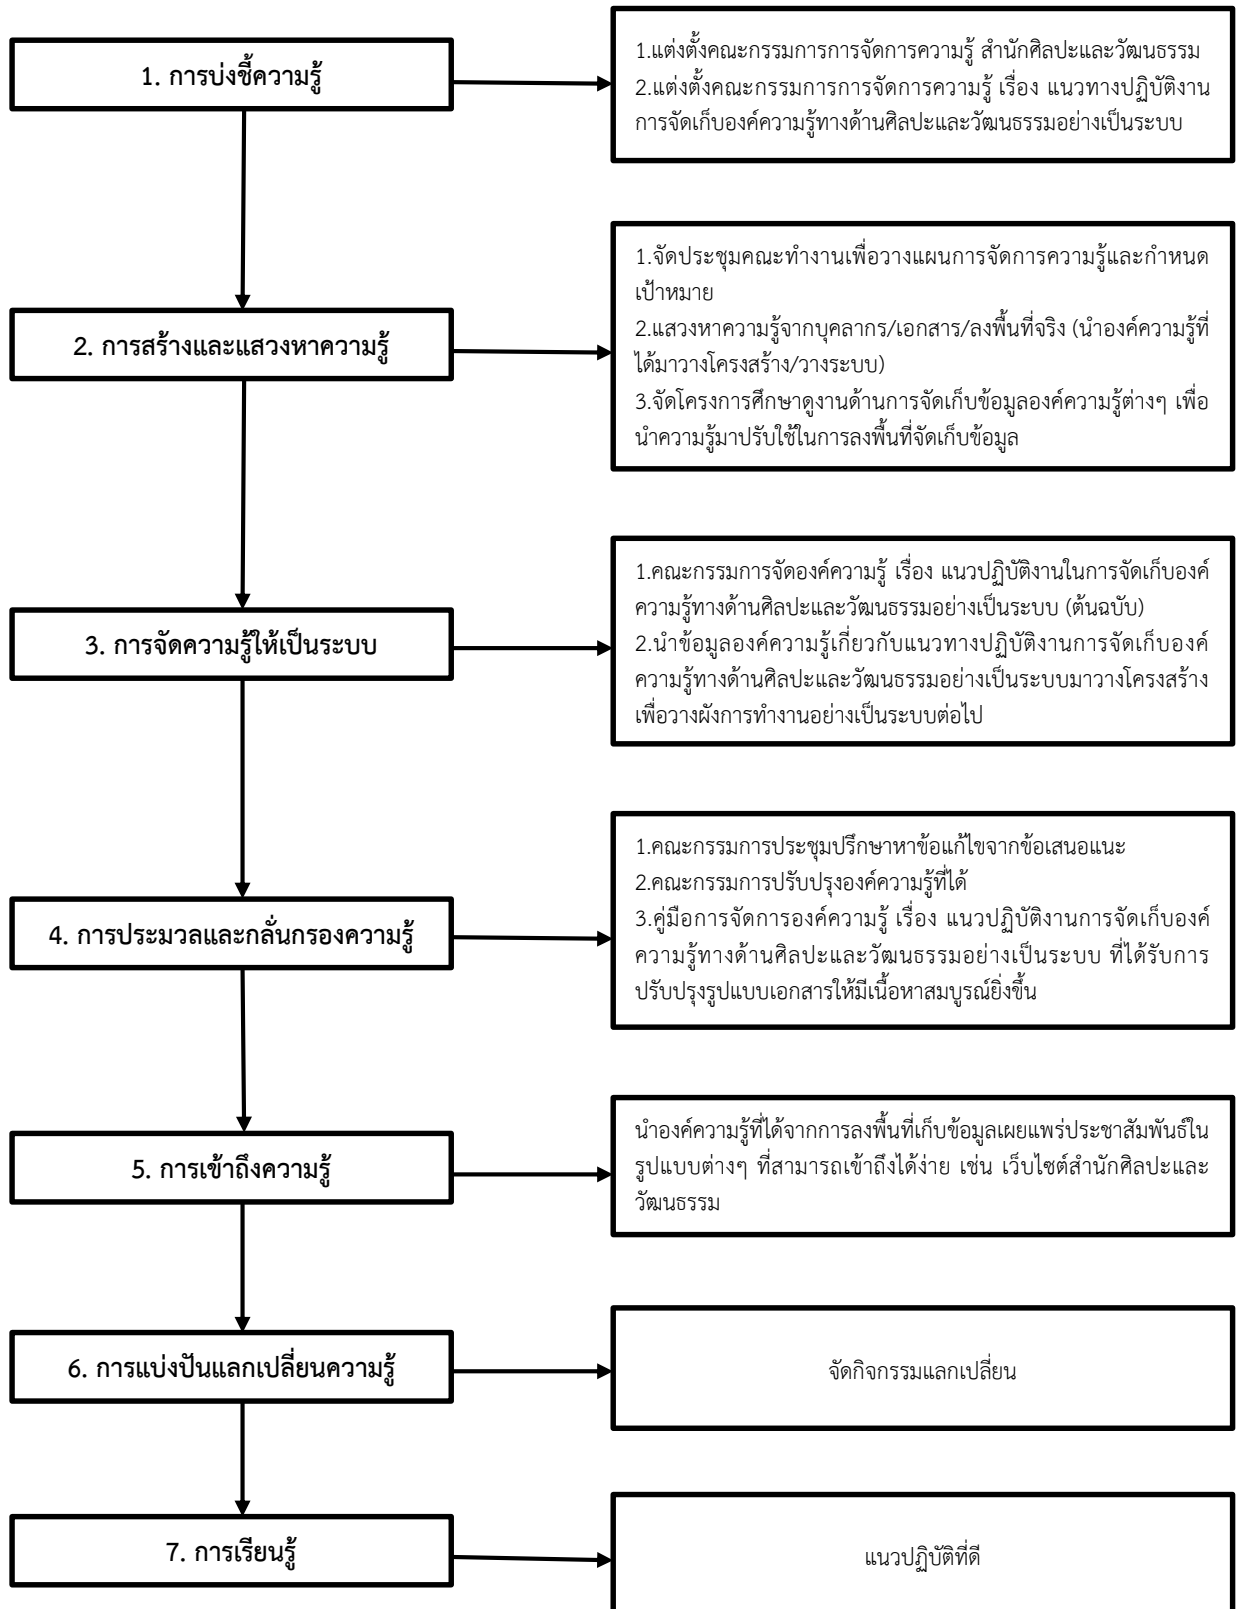 1. การบ่งชี้ความรู้
1.แต่งตั้งคณะกรรมการการจัดการความรู้ สำนักศิลปะและวัฒนธรรม
2.แต่งตั้งคณะกรรมการการจัดการความรู้ เรื่อง แนวทางปฏิบัติงาน
การจัดเก็บองค์ความรู้ทางด้านศิลปะและวัฒนธรรมอย่างเป็นระบบ
2. การสร้างและแสวงหาความรู้
1.จัดประชุมคณะทำงานเพื่อวางแผนการจัดการความรู้และกำหนด
เป้าหมาย
2.แสวงหาความรู้จากบุคลากร/เอกสาร/ลงพื้นที่จริง (นำองค์ความรู้ที่
ได้มาวางโครงสร้าง/วางระบบ)
3.จัดโครงการศึกษาดูงานด้านการจัดเก็บข้อมูลองค์ความรู้ต่างๆ เพื่อ
นำความรู้มาปรับใช้ในการลงพื้นที่จัดเก็บข้อมูล
3. การจัดความรู้ให้เป็นระบบ
1.คณะกรรมการจัดองค์ความรู้ เรื่อง แนวปฏิบัติงานในการจัดเก็บองค์
ความรู้ทางด้านศิลปะและวัฒนธรรมอย่างเป็นระบบ (ต้นฉบับ)
2.นำข้อมูลองค์ความรู้เกี่ยวกับแนวทางปฏิบัติงานการจัดเก็บองค์
ความรู้ทางด้านศิลปะและวัฒนธรรมอย่างเป็นระบบมาวางโครงสร้าง
เพื่อวางผังการทำงานอย่างเป็นระบบต่อไป
4. การประมวลและกลั่นกรองความรู้
1.คณะกรรมการประชุมปรึกษาหาข้อแก้ไขจากข้อเสนอแนะ
2.คณะกรรมการปรับปรุงองค์ความรู้ที่ได้
3.คู่มือการจัดการองค์ความรู้ เรื่อง แนวปฏิบัติงานการจัดเก็บองค์
ความรู้ทางด้านศิลปะและวัฒนธรรมอย่างเป็นระบบ ที่ได้รับการ
ปรับปรุงรูปแบบเอกสารให้มีเนื้อหาสมบูรณ์ยิ่งขึ้น
5. การเข้าถึงความรู้
นำองค์ความรู้ที่ได้จากการลงพื้นที่เก็บข้อมูลเผยแพร่ประชาสัมพันธ์ใน
รูปแบบต่างๆ ที่สามารถเข้าถึงได้ง่าย เช่น เว็บไซต์สำนักศิลปะและ
วัฒนธรรม
6. การแบ่งปันแลกเปลี่ยนความรู้
จัดกิจกรรมแลกเปลี่ยน
7. การเรียนรู้
แนวปฏิบัติที่ดี